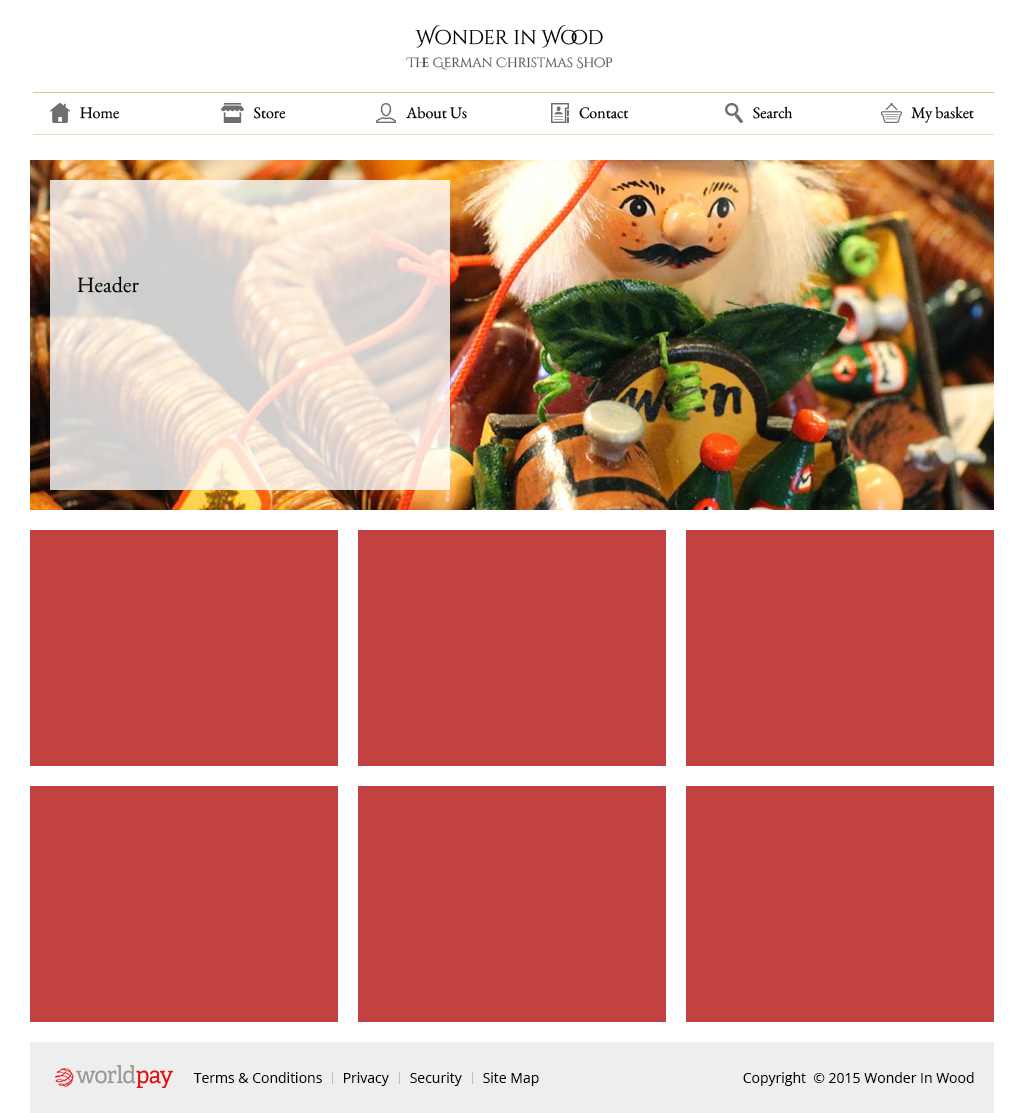 WONDER IN WOOD
THE GERMAN CHRISTMAS SHOP
Home Store About Us Contact Search My basket
Header
worldpay Terms & Conditions Privacy Security Site Map Copyright © 2015 Wonder In Wood